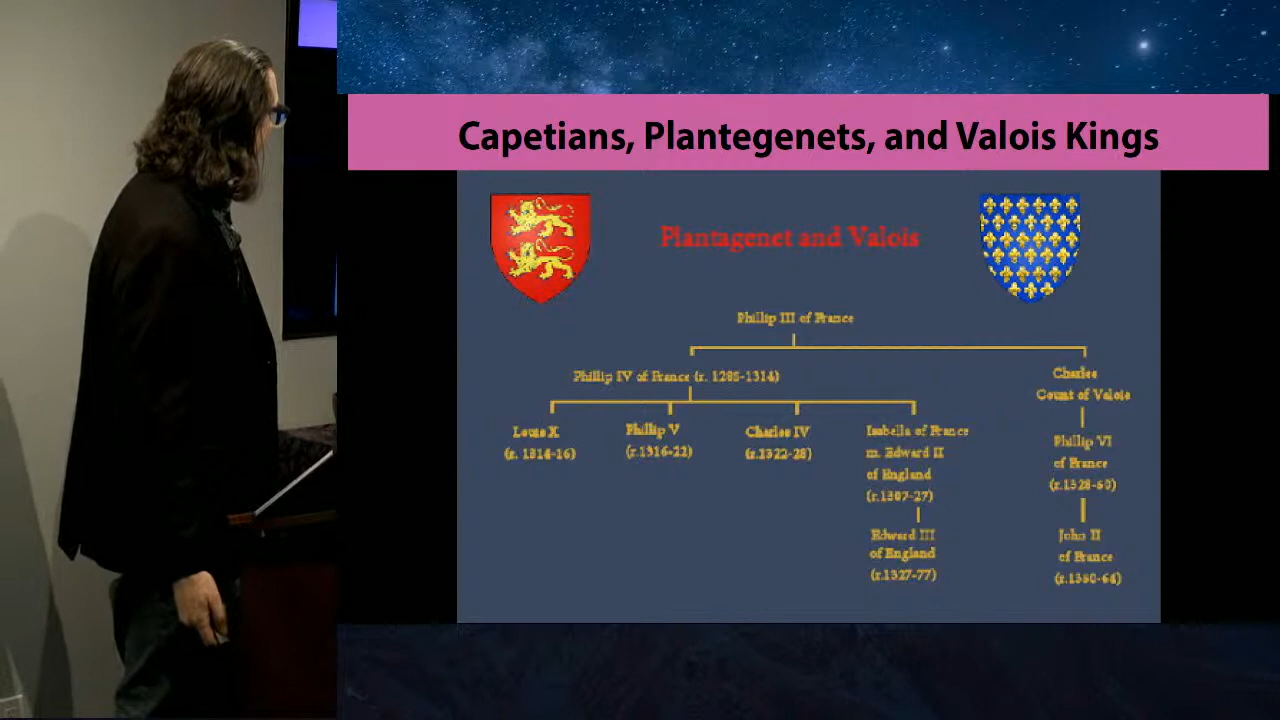 Capetians, Plantegenets, and Valois Kings
Plantagenet and Valois
Phillip III of France
Phillip IV of France (r. 1285-1314)
Charles
Count of Valois
Louis X
(r. 1314-16)
Phillip V
(r.1316-22)
Charles IV
(r.1322-28)
Isabella of France
m. Edward II
of England
(r.1307-27)
Phillip VI
of France
(r.1328-50)
Edward III
of England
(r.1327-77)
John II
of France
(r.1350-64)